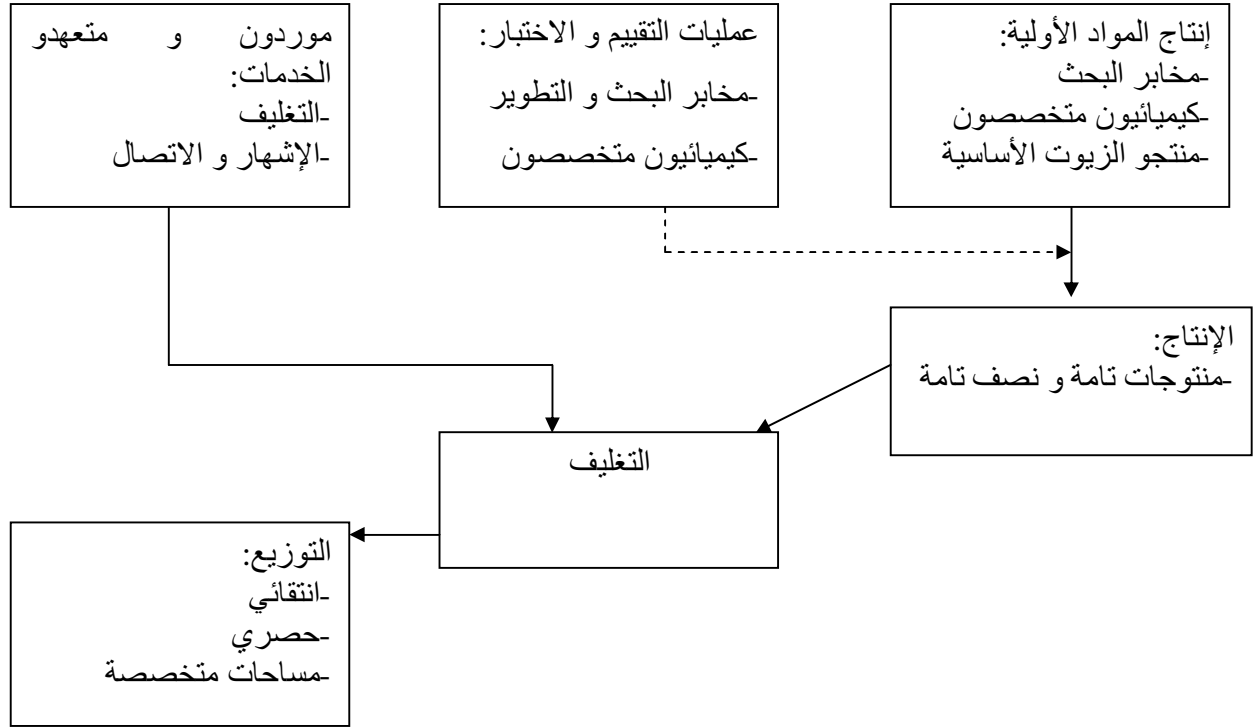 إنتاج المواد الأولية:
-مخابر البحث
-كيميائيون متخصصون
-منتجو الزيوت الأساسية
عمليات التقييم و الاختبار:
-مخابر البحث و التطوير
-كيميائيون متخصصون
موردون و متعهدو
الخدمات:
-التغليف
-الإشهار و الاتصال
الإنتاج:
-منتوجات تامة و نصف تامة
التغليف
التوزيع:
-انتقائي
-حصري
-مساحات متخصصة